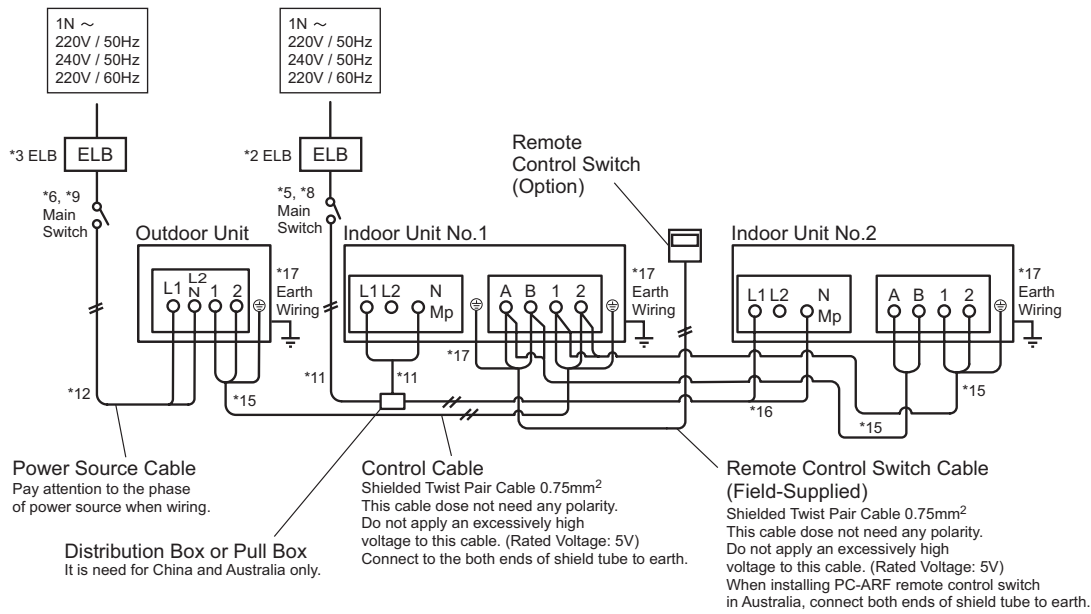 1N ～
220V / 50Hz
240V / 50Hz
220V / 60Hz
1N ～
220V / 50Hz
240V / 50Hz
220V / 60Hz
*3 ELB
ELB
*2 ELB
ELB
Remote
Control Switch
(Option)
*6, *9
Main
Switch
*5, *8
Main
Switch
Outdoor Unit
L1
L2
N
1
2
*17
Earth
Wiring
Indoor Unit No.1
L1 L2
N
Mp
A
B
1
2
*17
Earth
Wiring
Indoor Unit No.2
L1 L2
N
Mp
A
B
1
2
*17
Earth
Wiring
*17
*12
*15
*11
*11
*16
*15
*15
Power Source Cable
Pay attention to the phase
of power source when wiring.
Distribution Box or Pull Box
It is need for China and Australia only.
Control Cable
Shielded Twist Pair Cable 0.75mm²
This cable dose not need any polarity.
Do not apply an excessively high
voltage to this cable. (Rated Voltage: 5V)
Connect to the both ends of shield tube to earth.
Remote Control Switch Cable
(Field-Supplied)
Shielded Twist Pair Cable 0.75mm²
This cable dose not need any polarity.
Do not apply an excessively high
voltage to this cable. (Rated Voltage: 5V)
When installing PC-ARF remote control switch
in Australia, connect both ends of shield tube to earth.